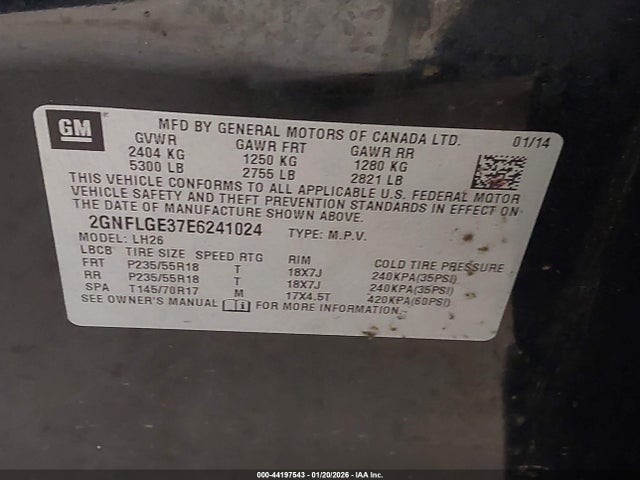 GM
MFD BY GENERAL MOTORS OF CANADA LTD. 01/14
GVWR GAWR FRT GAWR RR
2404 KG 1250 KG 1280 KG
5300 LB 2755 LB 2821 LB
THIS VEHICLE CONFORMS TO ALL APPLICABLE U.S. FEDERAL MOTOR
VEHICLE SAFETY AND THEFT PREVENTION STANDARDS IN EFFECT ON
THE DATE OF MANUFACTURE SHOWN ABOVE.
2GNFLGE37E6241024 TYPE: M.P.V.
MODEL: LH26
LBCB TIRE SIZE SPEED RTG RIM COLD TIRE PRESSURE
FRT P235/55R18 T 18X7J 240KPA(35PSI)
RR P235/55R18 T 18X7J 240KPA(35PSI)
SPA T145/70R17 M 17X4.5T 420KPA(60PSI)
SEE OWNER'S MANUAL i FOR MORE INFORMATION.
000-44197543 - 01/20/2026 - IAA Inc.